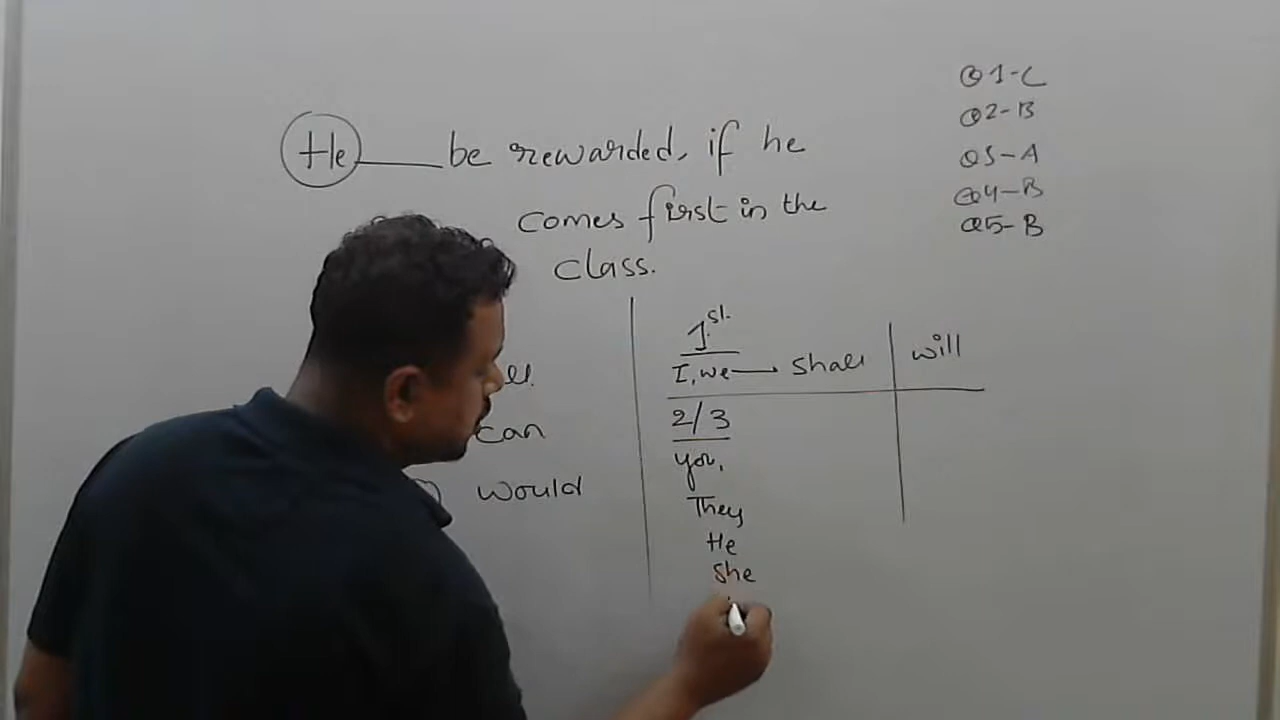 He ____ be rewarded, if he
comes first in the
class.
Q1-C
Q2-B
Q3-A
Q4-B
Q5-B
can
would
1st.
I, we → shall
will
2/3
you,
They
He
She